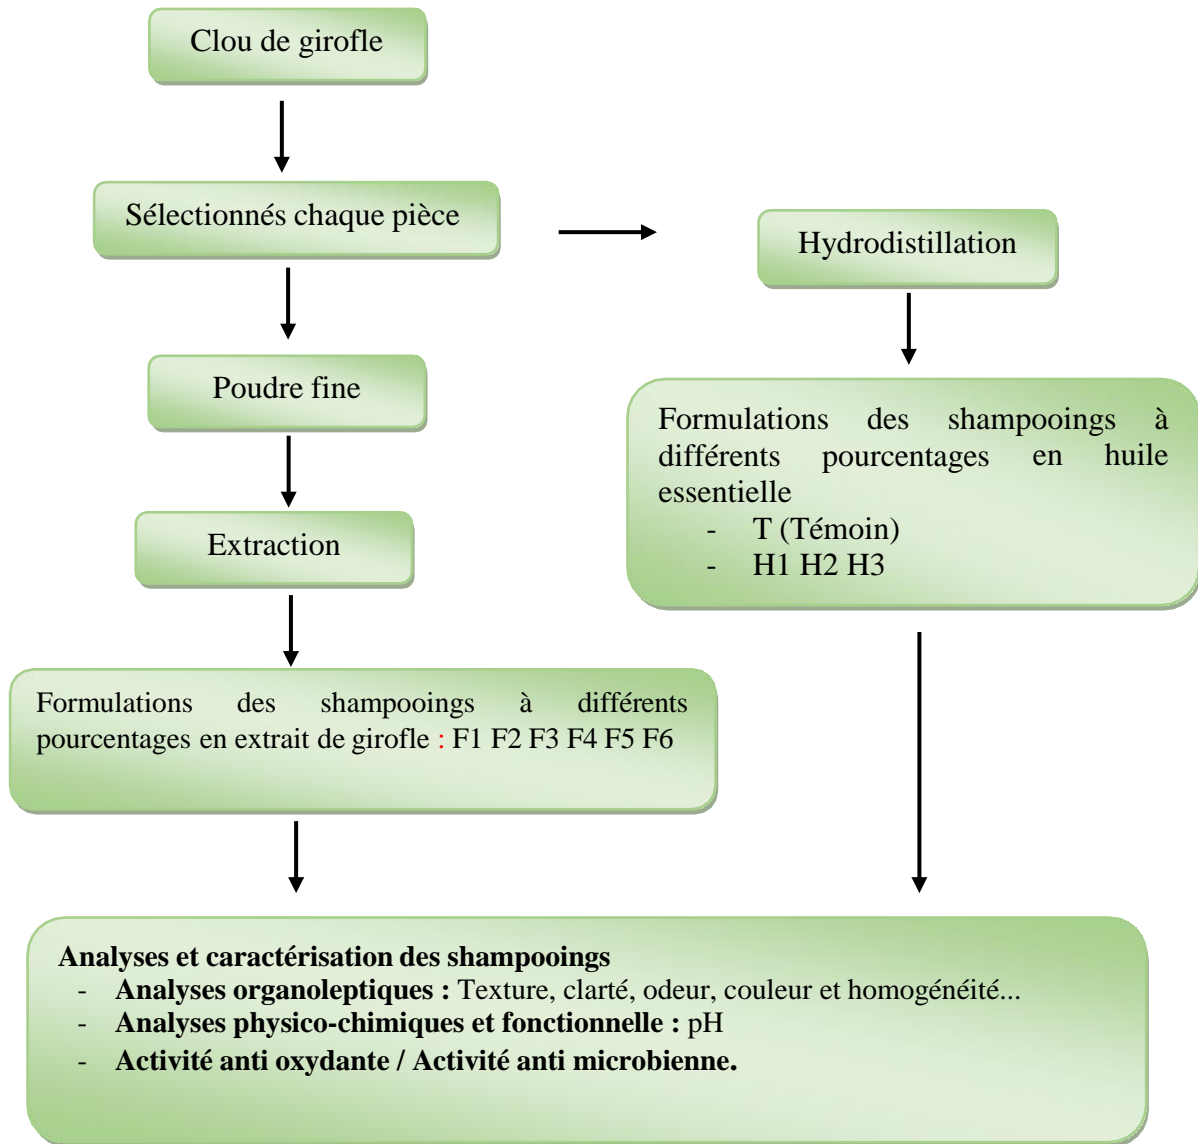 Clou de girofle
Sélectionnés chaque pièce
Hydrodistillation
Poudre fine
Extraction
Formulations des shampooings à
différents pourcentages en huile
essentielle
- T (Témoin)
- H1 H2 H3
Formulations des shampooings à différents
pourcentages en extrait de girofle : F1 F2 F3 F4 F5 F6
Analyses et caractérisation des shampooings
- Analyses organoleptiques : Texture, clarté, odeur, couleur et homogénéité...
- Analyses physico-chimiques et fonctionnelle : pH
- Activité anti oxydante / Activité anti microbienne.